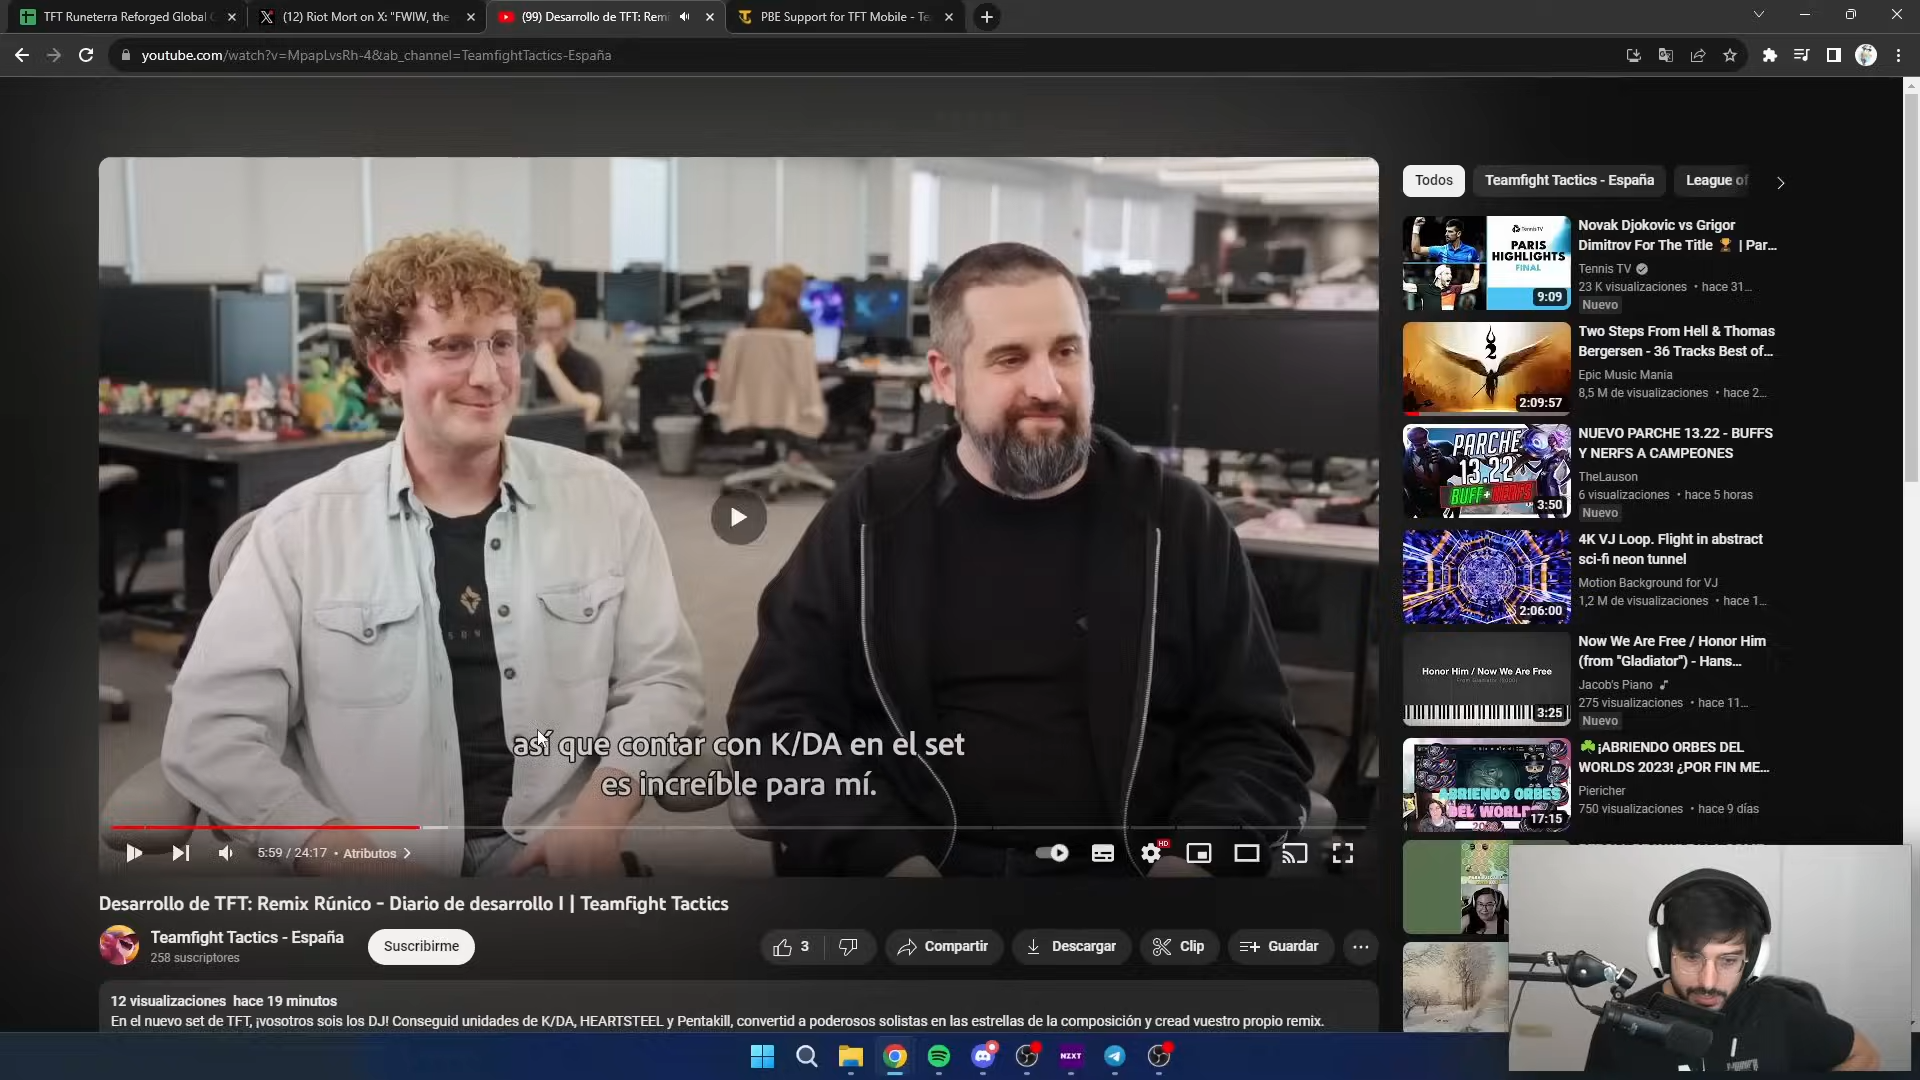 TFT Runeterra Reforged Global
(12) Riot Mort on X: "FWIW, the
(99) Desarrollo de TFT: Remi
PBE Support for TFT Mobile - Te
youtube.com/watch?v=MpapLvsRh-4&ab_channel=TeamfightTactics-España
así que contar con K/DA en el set
es increíble para mí.
5:59 / 24:17 • Atributos
HD
Desarrollo de TFT: Remix Rúnico - Diario de desarrollo I | Teamfight Tactics
Teamfight Tactics - España
258 suscriptores
Suscribirme
3
Compartir
Descargar
Clip
Guardar
12 visualizaciones hace 19 minutos
En el nuevo set de TFT, ¡vosotros sois los DJ! Conseguid unidades de K/DA, HEARTSTEEL y Pentakill, convertid a poderosos solistas en las estrellas de la composición y cread vuestro propio remix.
Todos
Teamfight Tactics - España
League of
TennisTV
PARIS
HIGHLIGHTS
FINAL
9:09
Novak Djokovic vs Grigor
Dimitrov For The Title 🏆 | Par...
Tennis TV
23 K visualizaciones • hace 31...
Nuevo
2
2:09:57
Two Steps From Hell & Thomas
Bergersen - 36 Tracks Best of...
Epic Music Mania
8,5 M de visualizaciones • hace 2...
PARCHE
13.22
BUFF + NERFS
3:50
NUEVO PARCHE 13.22 - BUFFS
Y NERFS A CAMPEONES
TheLauson
6 visualizaciones • hace 5 horas
Nuevo
2:06:00
4K VJ Loop. Flight in abstract
sci-fi neon tunnel
Motion Background for VJ
1,2 M de visualizaciones • hace 1...
Honor Him / Now We Are Free
3:25
Now We Are Free / Honor Him
(from "Gladiator") - Hans...
Jacob's Piano
275 visualizaciones • hace 11...
Nuevo
ABRIENDO ORBES
DEL WORLDS
17:15
☘️¡ABRIENDO ORBES DEL
WORLDS 2023! ¿POR FIN ME...
Piericher
750 visualizaciones • hace 9 días
NZXT